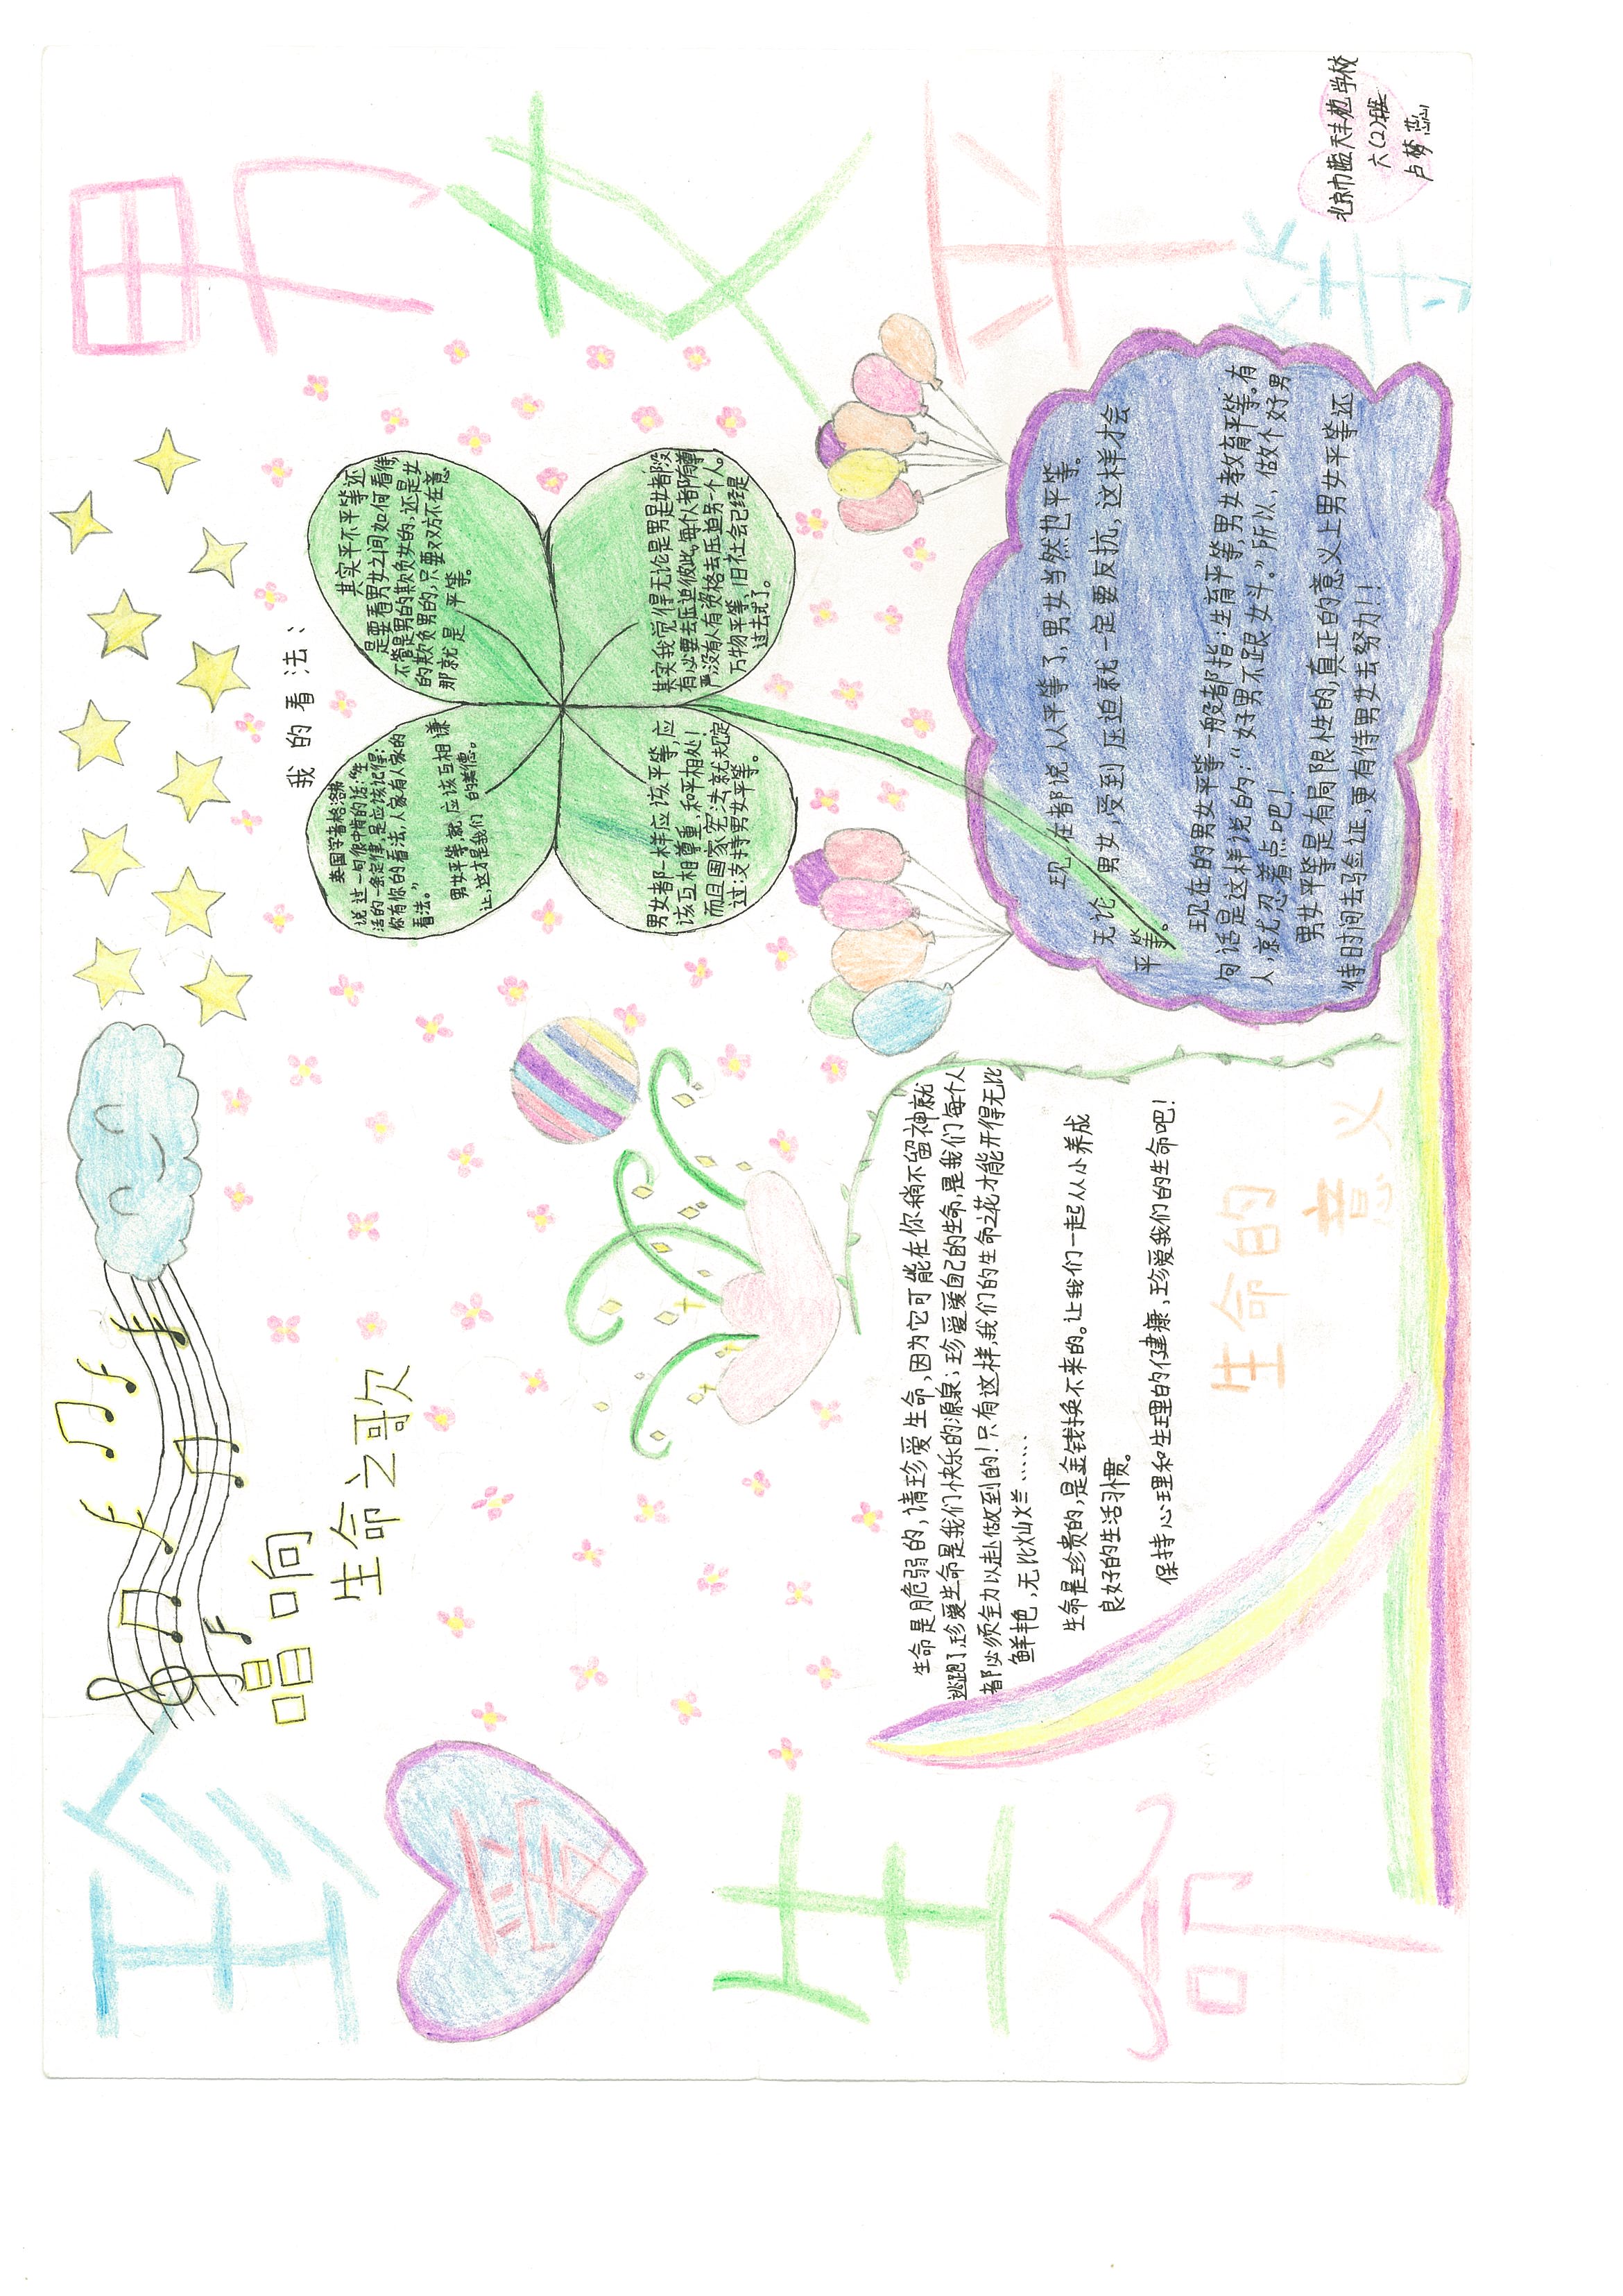 珍
爱
生
命
唱响
生命之歌
我的看法：
英国学者格洛弗
说过一句很中肯的话：“生
活的一条定律，是应该记得：
你有你的看法，人家有人家的
看法。”
男女平等，就应该互相谦
让，这才是我们的美德。
其实平不平等还
是要看男女之间如何看待，
不管是男的欺负女的，还是女
的欺负男的，只要双方不在意
那就是平等。
男女都一样应该平等，应
该互相尊重、和平相处！
而且国家宪法就规定
过：支持男女平等。
其实我觉得无论是男是女都没
有必要去压迫彼此，每个人都有尊
严，没有人有资格去压迫另一个人。
万物平等，旧社会已经是
过去式了。
生命是脆弱的，请珍爱生命，因为它可能在你稍不留神就
逃跑了，珍爱生命是我们快乐的源泉；珍爱爱自己的生命，是我们每个人
都必须全力以赴做到的！只有这样，我们的生命之花才能开得无比
鲜艳，无比灿烂……
生命是珍贵的，是金钱换不来的。让我们一起从小养成
良好的生活习惯。
保持心理和生理的健康，珍爱我们的生命吧！
生命的
意义
现在都说人人平等了，男女当然也平等。
无论男女，受到压迫就一定要反抗，这样才会
平等。
现在的男女平等一般都指：生育平等，男女教育平等。有
句话是这样说的：“好男不跟女斗。”所以，做个好男
人，就忍着点吧！
男女平等是有局限性的，真正的意义上男女平等还
待时间去验证，更有待男女去努力！！
男
女
平
等
北京市蓝天丰苑学校
六（2）班
卢梦蕊